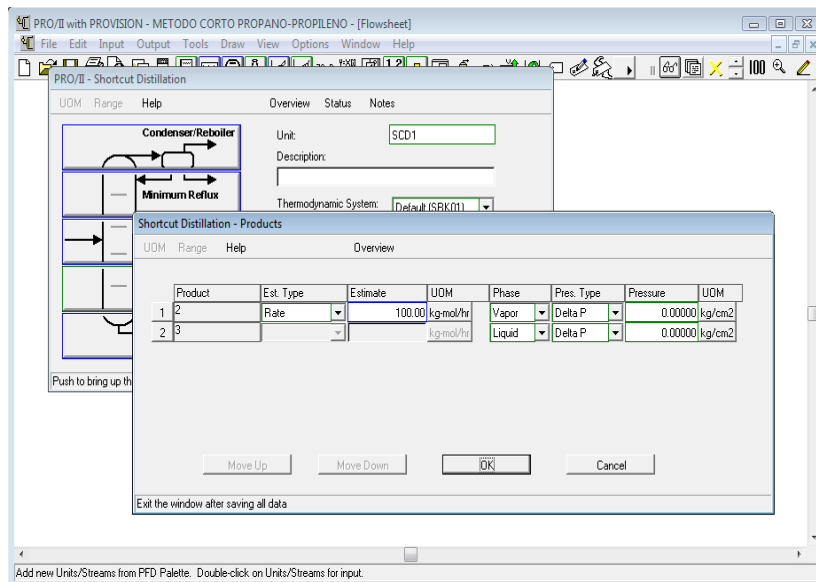 PRO/II with PROVISION - METODO CORTO PROPANO-PROPILENO - [Flowsheet]
File Edit Input Output Tools Draw View Options Window Help
100
PRO/II - Shortcut Distillation
UOM Range Help Overview Status Notes
Condenser/Reboiler
Unit: SCD1
Description:
Minimum Reflux
Thermodynamic System: Default (SRK01)
Shortcut Distillation - Products
UOM Range Help Overview
Product Est. Type Estimate UOM Phase Pres. Type Pressure UOM
1 2 Rate 100.00 kg-mol/hr Vapor Delta P 0.00000 kg/cm2
2 3 kg-mol/hr Liquid Delta P 0.00000 kg/cm2
Push to bring up th
Move Up Move Down OK Cancel
Exit the window after saving all data
Add new Units/Streams from PFD Palette. Double-click on Units/Streams for input.